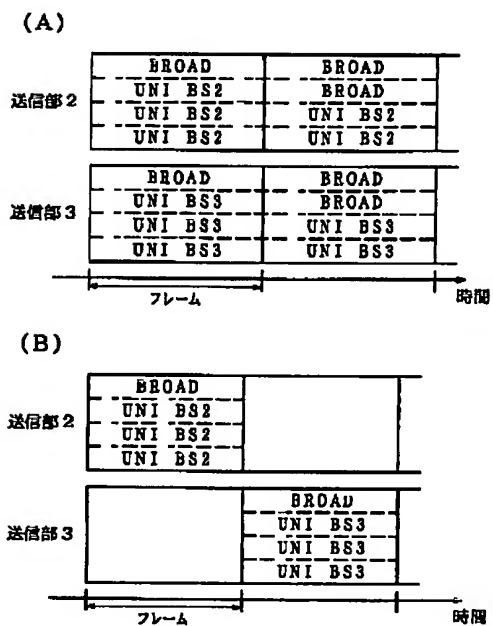 (A)
BROAD BROAD
UNI BS2 BROAD
送信部2
UNI BS2 UNI BS2
UNI BS2 UNI BS2
BROAD BROAD
UNI BS3 BROAD
送信部3
UNI BS3 UNI BS3
UNI BS3 UNI BS3
フレーム
時間
(B)
BROAD
UNI BS2
送信部2
UNI BS2
UNI BS2
BROAD
UNI BS3
送信部3
UNI BS3
UNI BS3
フレーム
時間